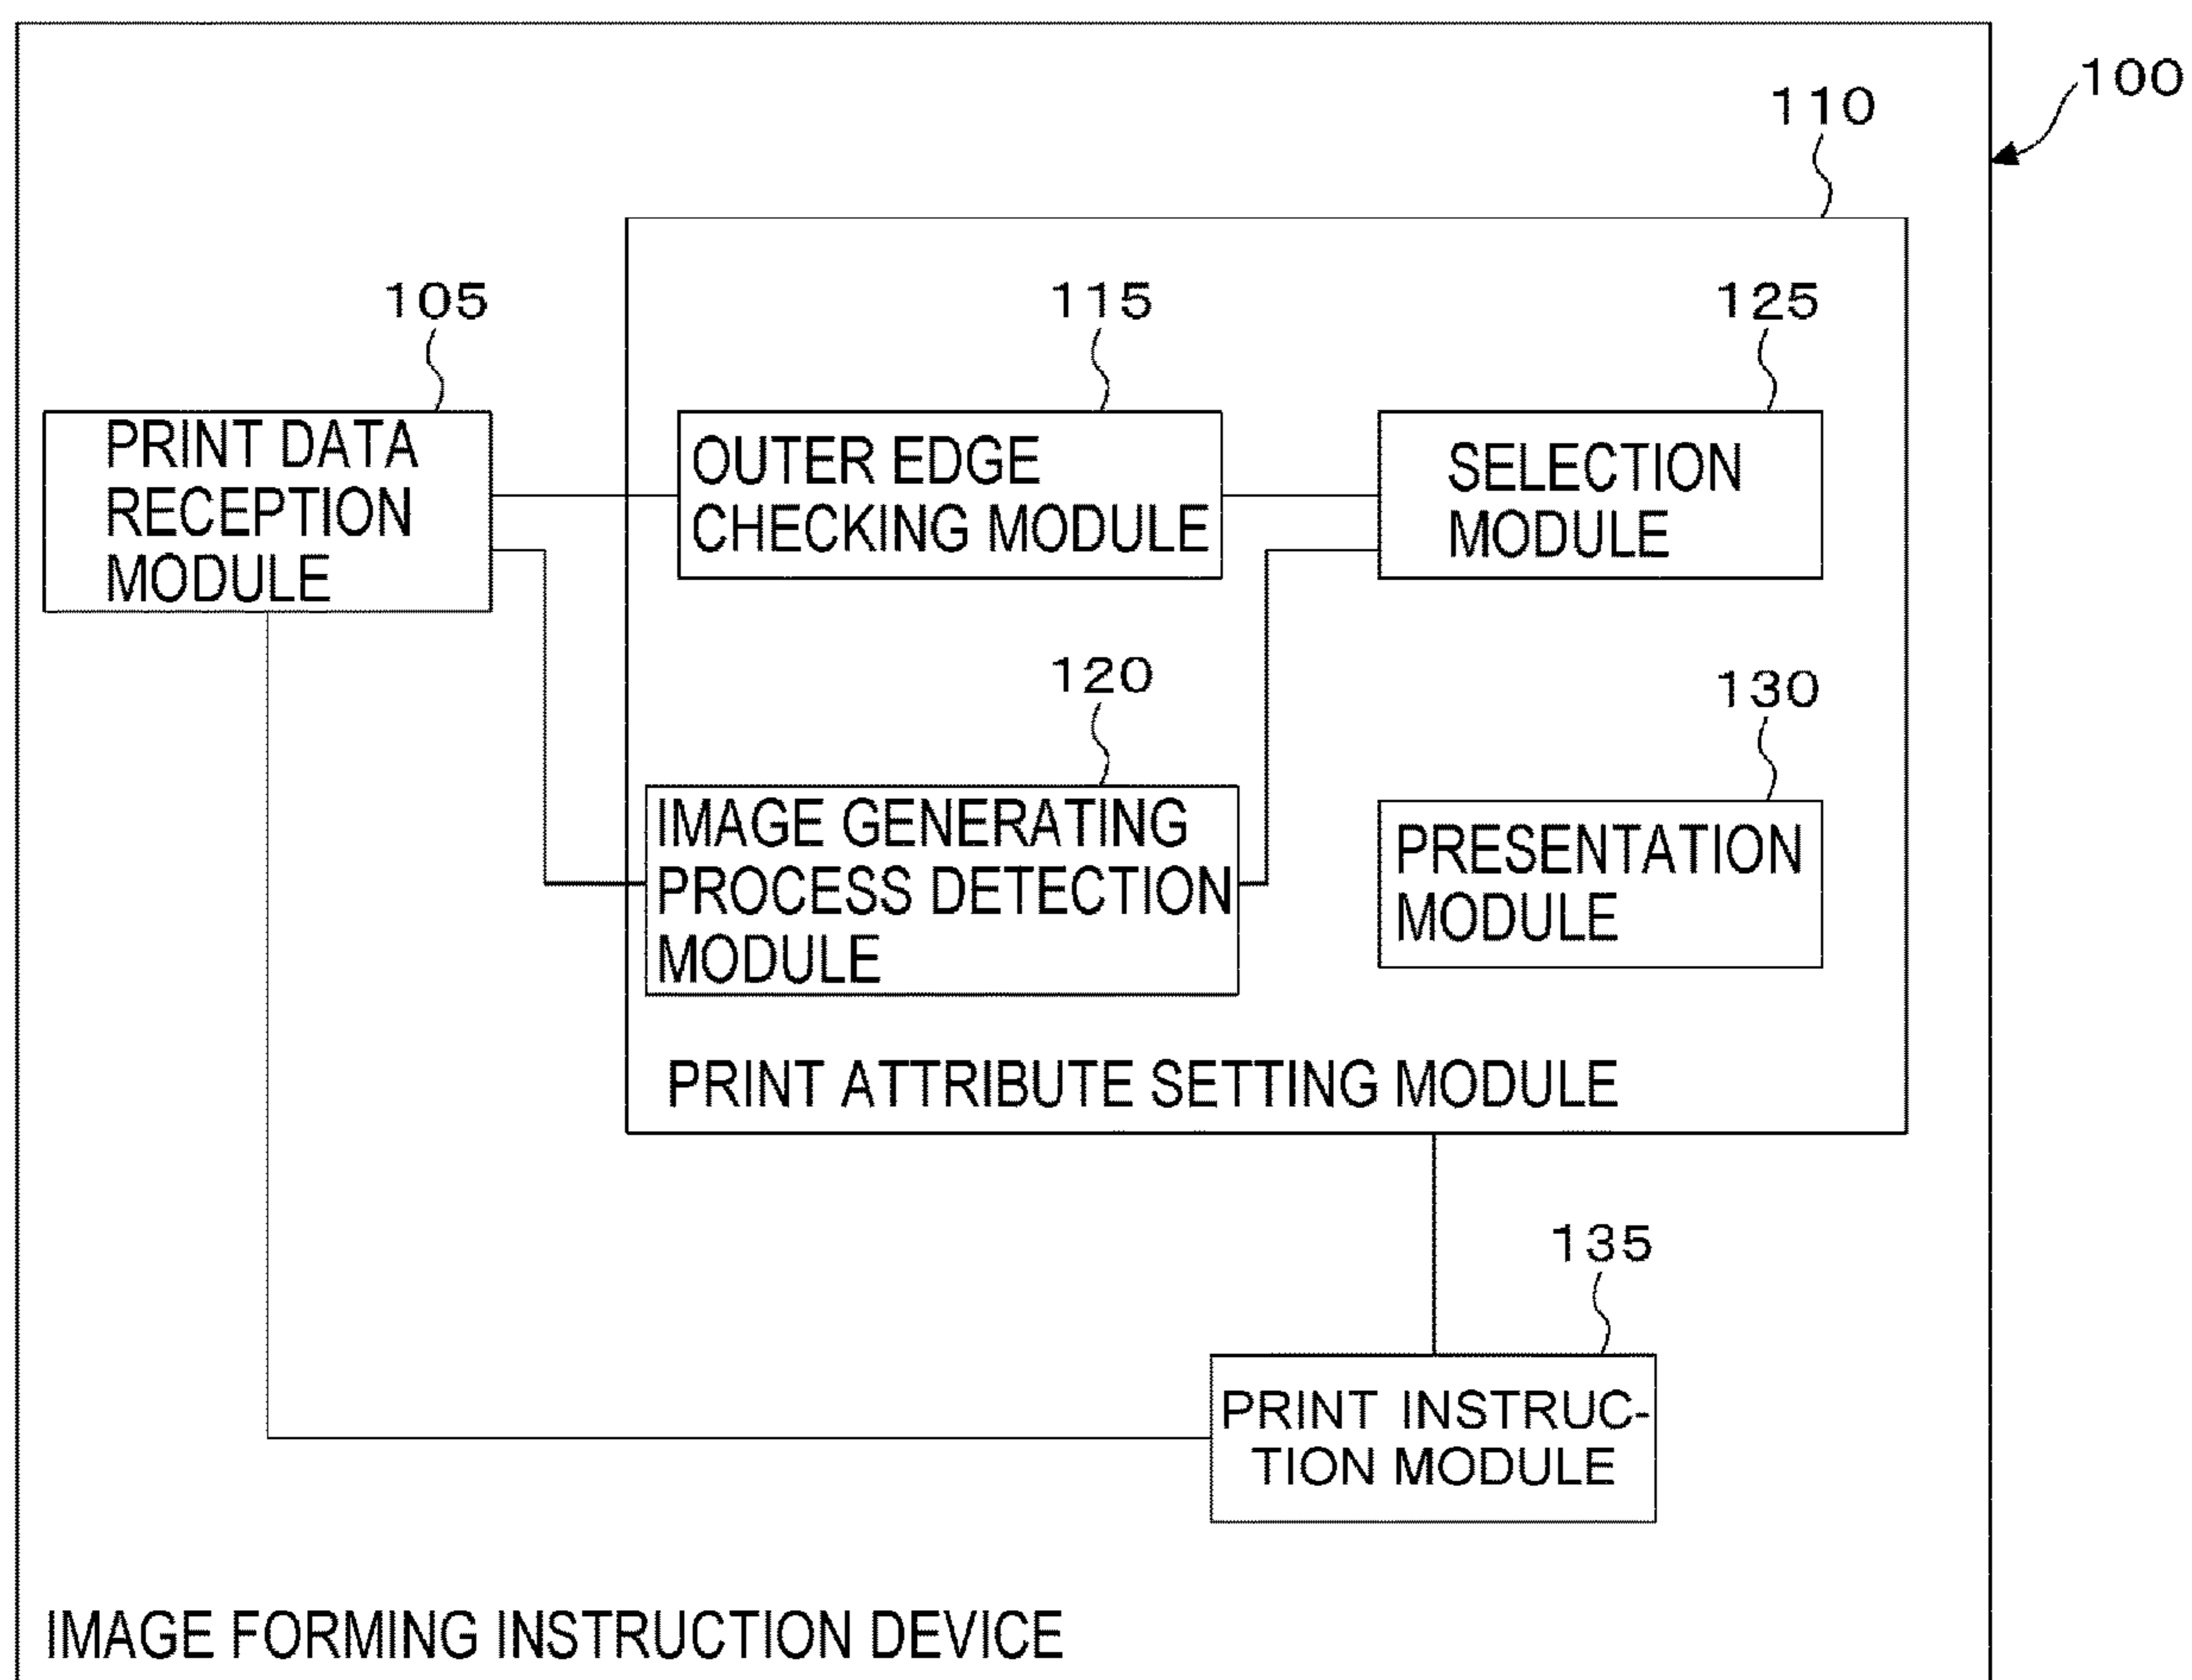 100
110
105
115
125
PRINT DATA
RECEPTION
MODULE
OUTER EDGE
CHECKING MODULE
SELECTION
MODULE
120
130
IMAGE GENERATING
PROCESS DETECTION
MODULE
PRESENTATION
MODULE
PRINT ATTRIBUTE SETTING MODULE
135
PRINT INSTRUC-
TION MODULE
IMAGE FORMING INSTRUCTION DEVICE